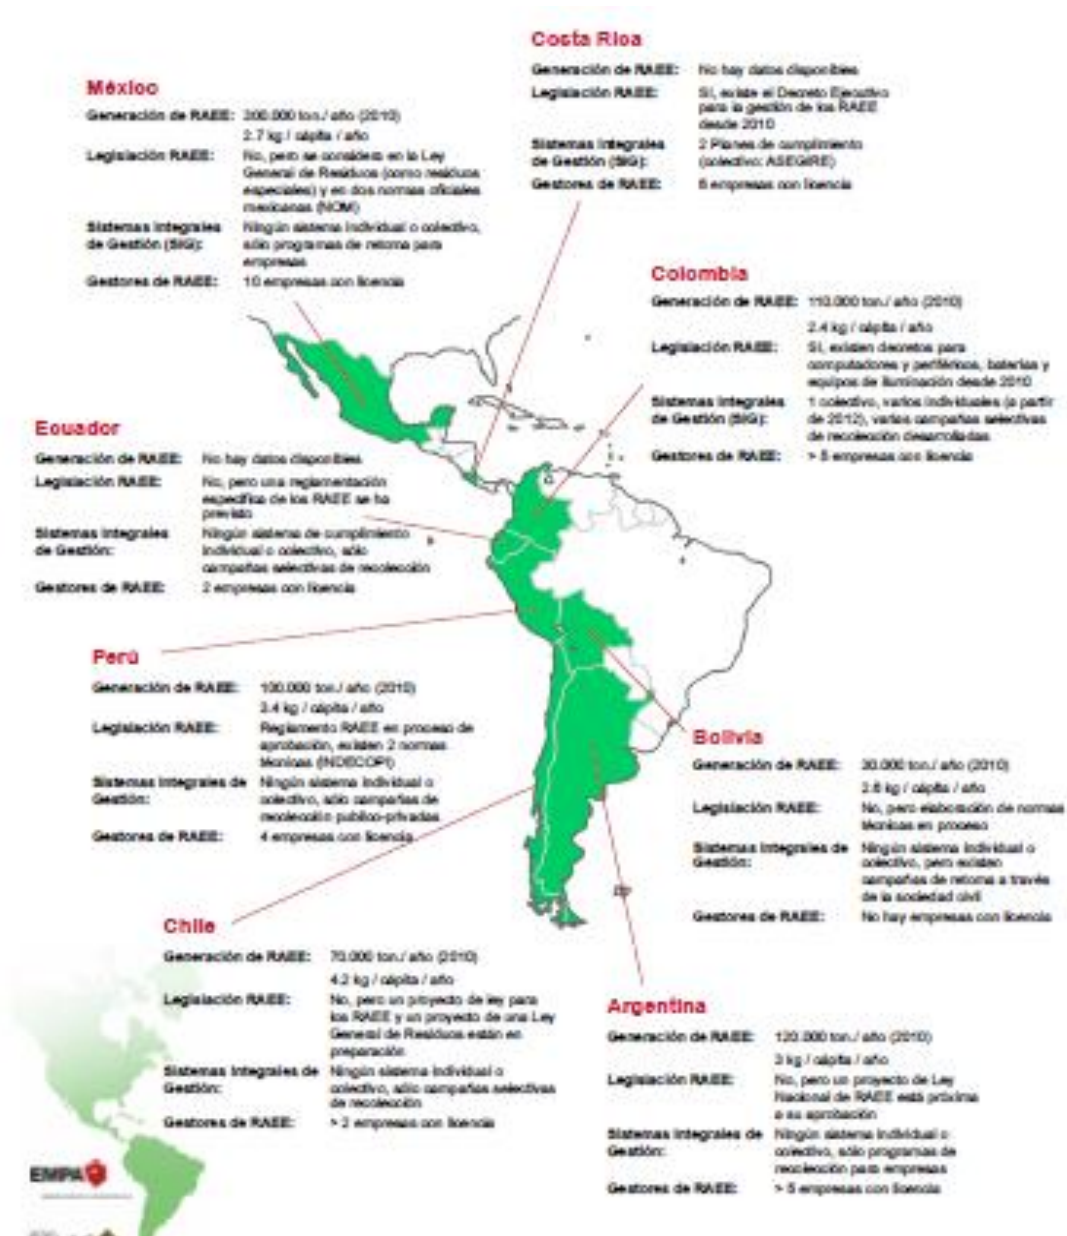 Costa Rica
Generación de RAEE: No hay datos disponibles
Legislación RAEE: Sí, existe el Decreto Ejecutivo
para la gestión de los RAEE
desde 2010
Sistemas Integrales 2 Planes de cumplimiento
de Gestión (SIG): (colectivo: ASEGIRE)
Gestores de RAEE: 6 empresas con licencia
México
Generación de RAEE: 300.000 ton./ año (2010)
2.7 kg / cápita / año
Legislación RAEE: No, pero se considera en la Ley
General de Residuos (como residuos
especiales) y en dos normas oficiales
mexicanas (NOM)
Sistemas Integrales Ningún sistema individual o colectivo,
de Gestión (SIG): sólo programas de retoma para
empresas
Gestores de RAEE: 10 empresas con licencia
Colombia
Generación de RAEE: 110.000 ton./ año (2010)
2.4 kg / cápita / año
Legislación RAEE: Sí, existen decretos para
computadores y periféricos, baterías y
equipos de iluminación desde 2010
Sistemas Integrales 1 colectivo, varios individuales (a partir
de Gestión (SIG): de 2012), varias campañas selectivas
de recolección desarrolladas
Gestores de RAEE: > 5 empresas con licencia
Ecuador
Generación de RAEE: No hay datos disponibles
Legislación RAEE: No, pero una reglamentación
específica de los RAEE se ha
previsto
Sistemas Integrales Ningún sistema de cumplimiento
de Gestión: individual o colectivo, sólo
campañas selectivas de recolección
Gestores de RAEE: 2 empresas con licencia
Perú
Generación de RAEE: 100.000 ton./ año (2010)
3.4 kg / cápita / año
Legislación RAEE: Reglamento RAEE en proceso de
aprobación, existen 2 normas
técnicas (INDECOPI)
Sistemas Integrales de Ningún sistema individual o
Gestión: colectivo, sólo campañas de
recolección publico-privadas
Gestores de RAEE: 4 empresas con licencia
Bolivia
Generación de RAEE: 30.000 ton./ año (2010)
2.8 kg / cápita / año
Legislación RAEE: No, pero elaboración de normas
técnicas en proceso
Sistemas Integrales de Ningún sistema individual o
Gestión: colectivo, pero existen
campañas de retoma a través
de la sociedad civil
Gestores de RAEE: No hay empresas con licencia
Chile
Generación de RAEE: 70.000 ton./ año (2010)
4.2 kg / cápita / año
Legislación RAEE: No, pero un proyecto de ley para
los RAEE y un proyecto de una Ley
General de Residuos están en
preparación
Sistemas Integrales de Ningún sistema individual o
Gestión: colectivo, sólo campañas selectivas
de recolección
Gestores de RAEE: > 2 empresas con licencia
Argentina
Generación de RAEE: 120.000 ton./ año (2010)
3 kg / cápita / año
Legislación RAEE: No, pero un proyecto de Ley
Nacional de RAEE está próxima
a su aprobación
Sistemas Integrales de Ningún sistema individual o
Gestión: colectivo, sólo programas de
recolección para empresas
Gestores de RAEE: > 5 empresas con licencia
EMPA